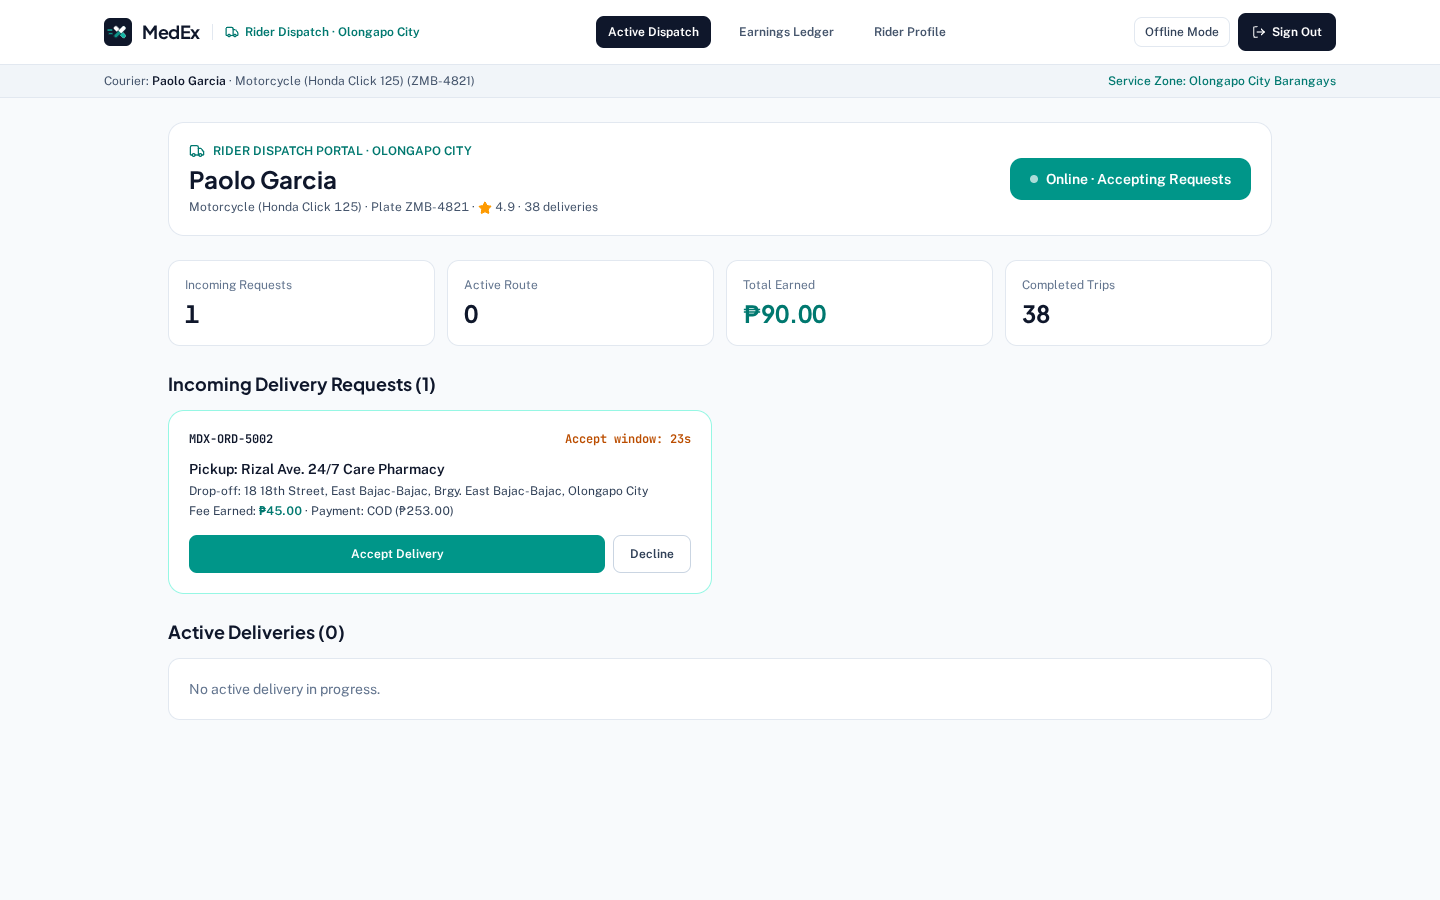 MedEx
Rider Dispatch · Olongapo City
Active Dispatch
Earnings Ledger
Rider Profile
Offline Mode
Sign Out
Courier: Paolo Garcia · Motorcycle (Honda Click 125) (ZMB-4821)
Service Zone: Olongapo City Barangays
RIDER DISPATCH PORTAL · OLONGAPO CITY
Paolo Garcia
Motorcycle (Honda Click 125) · Plate ZMB-4821 · ★ 4.9 · 38 deliveries
Online · Accepting Requests
Incoming Requests
1
Active Route
0
Total Earned
₱90.00
Completed Trips
38
Incoming Delivery Requests (1)
MDX-ORD-5002
Accept window: 23s
Pickup: Rizal Ave. 24/7 Care Pharmacy
Drop-off: 18 18th Street, East Bajac-Bajac, Brgy. East Bajac-Bajac, Olongapo City
Fee Earned: ₱45.00 · Payment: COD (₱253.00)
Accept Delivery
Decline
Active Deliveries (0)
No active delivery in progress.